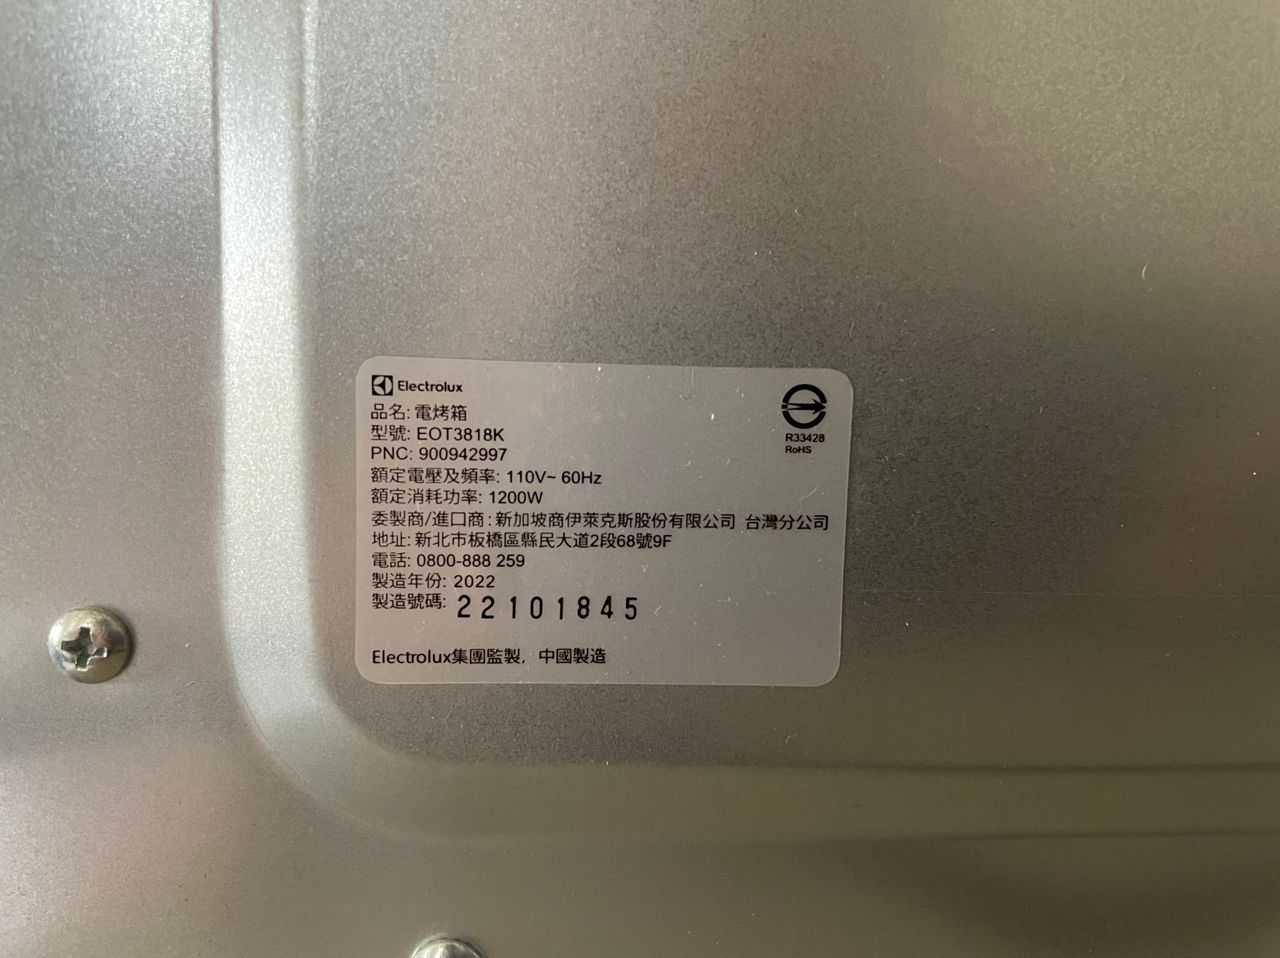 Electrolux
品名: 電烤箱
型號: EOT3818K
PNC: 900942997
額定電壓及頻率: 110V~ 60Hz
額定消耗功率: 1200W
委製商/進口商: 新加坡商伊萊克斯股份有限公司 台灣分公司
地址: 新北市板橋區縣民大道2段68號9F
電話: 0800-888 259
製造年份: 2022
製造號碼: 22101845
Electrolux集團監製, 中國製造
R33428
RoHS